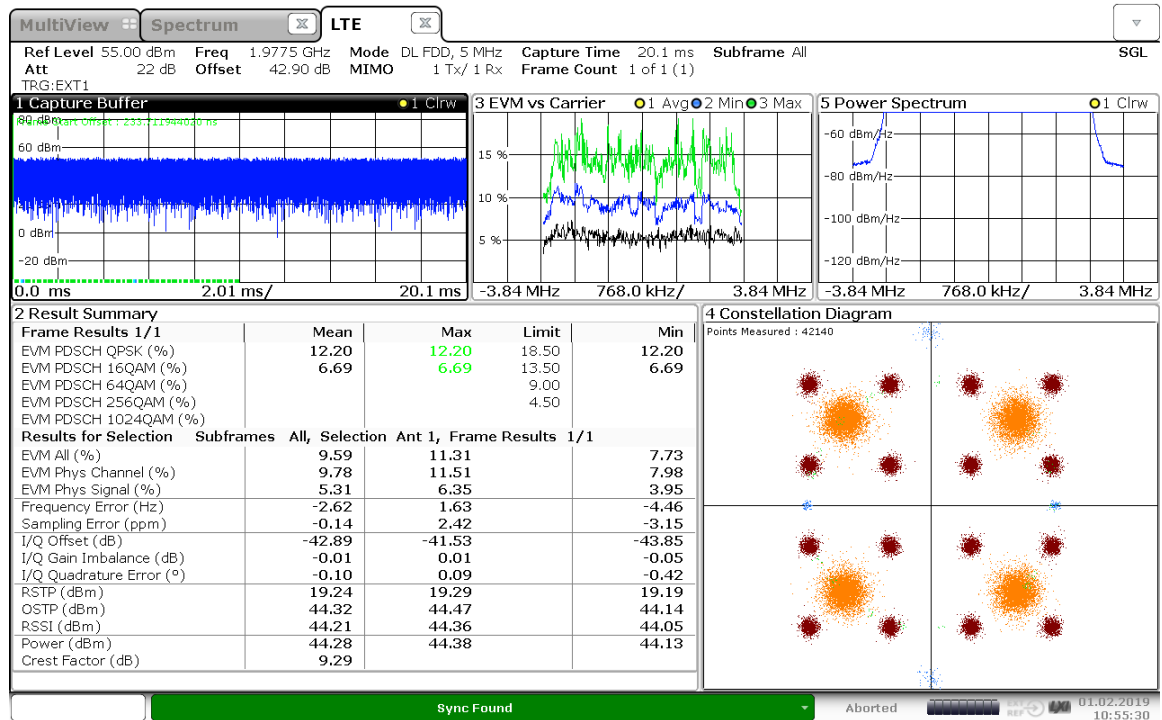 MultiView Spectrum LTE
Ref Level 55.00 dBm Freq 1.9775 GHz Mode DL FDD, 5 MHz Capture Time 20.1 ms Subframe All SGL
Att 22 dB Offset 42.90 dB MIMO 1 Tx/ 1 Rx Frame Count 1 of 1 (1)
TRG:EXT1
1 Capture Buffer 1 Clrw
80 dBm
60 dBm
0 dBm
-20 dBm
0.0 ms 2.01 ms/ 20.1 ms
3 EVM vs Carrier 1 Avg 2 Min 3 Max
15 %
10 %
5 %
-3.84 MHz 768.0 kHz/ 3.84 MHz
5 Power Spectrum 1 Clrw
-60 dBm/Hz
-80 dBm/Hz
-100 dBm/Hz
-120 dBm/Hz
-3.84 MHz 768.0 kHz/ 3.84 MHz
2 Result Summary
Frame Results 1/1 Mean Max Limit Min
EVM PDSCH QPSK (%) 12.20 12.20 18.50 12.20
EVM PDSCH 16QAM (%) 6.69 6.69 13.50 6.69
EVM PDSCH 64QAM (%) 9.00
EVM PDSCH 256QAM (%) 4.50
EVM PDSCH 1024QAM (%)
Results for Selection Subframes All, Selection Ant 1, Frame Results 1/1
EVM All (%) 9.59 11.31 7.73
EVM Phys Channel (%) 9.78 11.51 7.98
EVM Phys Signal (%) 5.31 6.35 3.95
Frequency Error (Hz) -2.62 1.63 -4.46
Sampling Error (ppm) -0.14 2.42 -3.15
I/Q Offset (dB) -42.89 -41.53 -43.85
I/Q Gain Imbalance (dB) -0.01 0.01 -0.05
I/Q Quadrature Error (°) -0.10 0.09 -0.42
RSTP (dBm) 19.24 19.29 19.19
OSTP (dBm) 44.32 44.47 44.14
RSSI (dBm) 44.21 44.36 44.05
Power (dBm) 44.28 44.38 44.13
Crest Factor (dB) 9.29
4 Constellation Diagram
Points Measured : 42140
Sync Found Aborted
REF LXI
01.02.2019
10:55:30